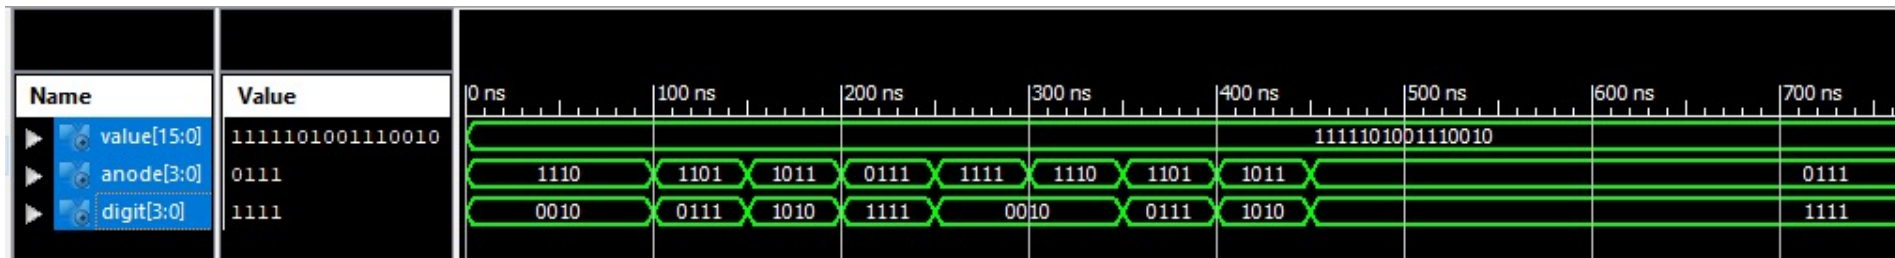 Name Value 0 ns 100 ns 200 ns 300 ns 400 ns 500 ns 600 ns 700 ns
value[15:0] 1111101001110010 1111101001110010
anode[3:0] 0111 1110 1101 1011 0111 1111 1110 1101 1011 0111
digit[3:0] 1111 0010 0111 1010 1111 0010 0111 1010 1111